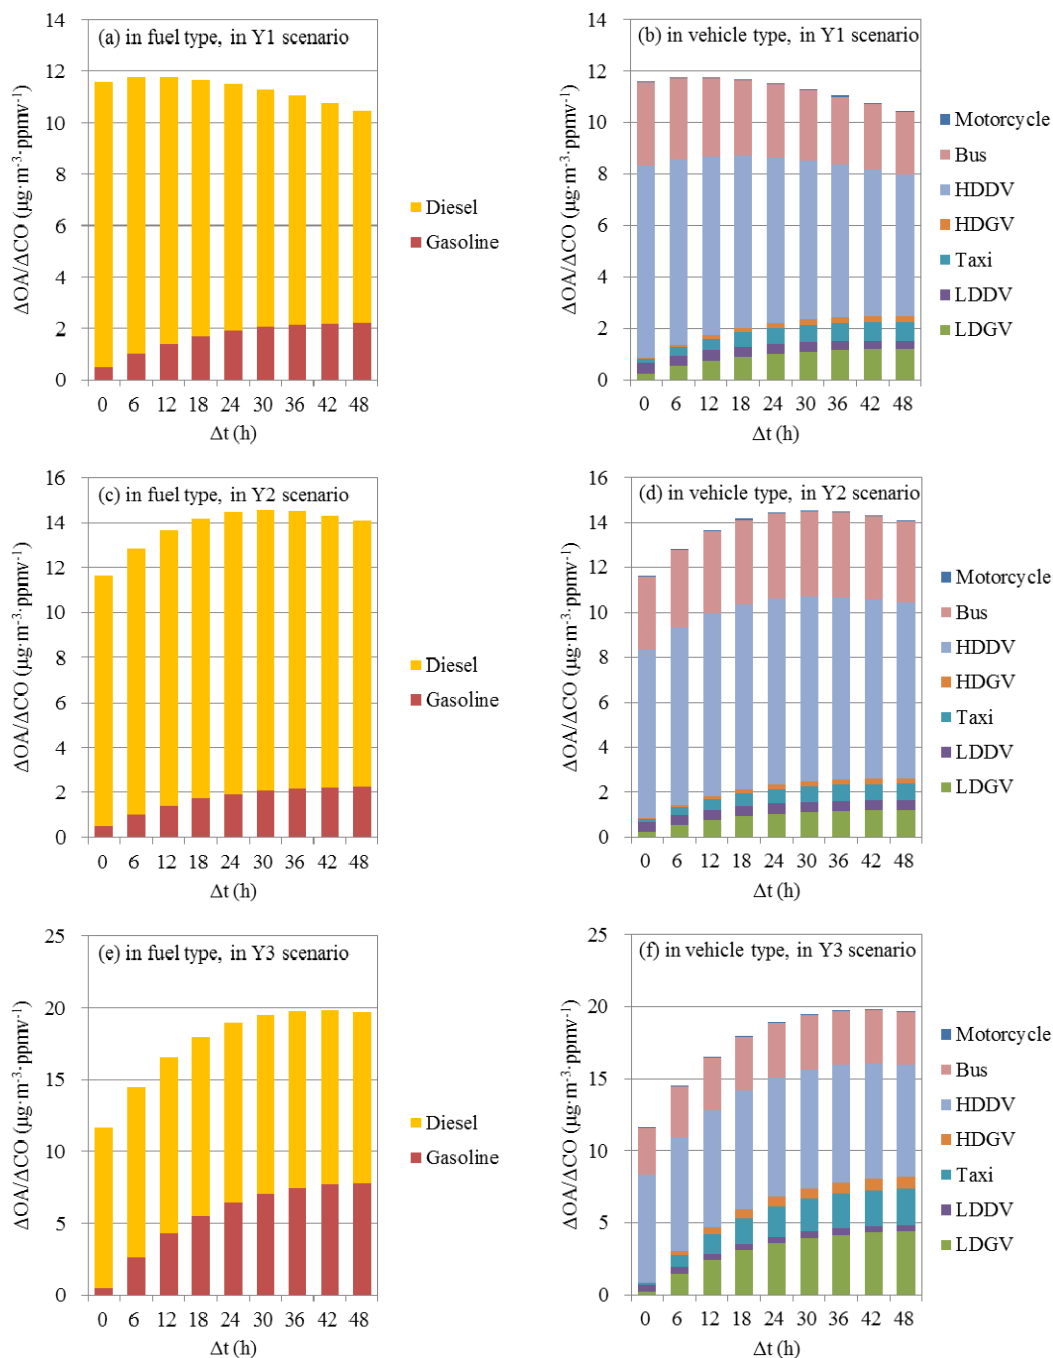 (a) in fuel type, in Y1 scenario
ΔOA/ΔCO (μg·m⁻³·ppmv⁻¹)
14
12
10
8
6
4
2
0
0 6 12 18 24 30 36 42 48
Δt (h)
Diesel
Gasoline
(b) in vehicle type, in Y1 scenario
ΔOA/ΔCO (μg·m⁻³·ppmv⁻¹)
14
12
10
8
6
4
2
0
0 6 12 18 24 30 36 42 48
Δt (h)
Motorcycle
Bus
HDDV
HDGV
Taxi
LDDV
LDGV
(c) in fuel type, in Y2 scenario
ΔOA/ΔCO (μg·m⁻³·ppmv⁻¹)
16
14
12
10
8
6
4
2
0
0 6 12 18 24 30 36 42 48
Δt (h)
Diesel
Gasoline
(d) in vehicle type, in Y2 scenario
ΔOA/ΔCO (μg·m⁻³·ppmv⁻¹)
16
14
12
10
8
6
4
2
0
0 6 12 18 24 30 36 42 48
Δt (h)
Motorcycle
Bus
HDDV
HDGV
Taxi
LDDV
LDGV
(e) in fuel type, in Y3 scenario
ΔOA/ΔCO (μg·m⁻³·ppmv⁻¹)
25
20
15
10
5
0
0 6 12 18 24 30 36 42 48
Δt (h)
Diesel
Gasoline
(f) in vehicle type, in Y3 scenario
ΔOA/ΔCO (μg·m⁻³·ppmv⁻¹)
25
20
15
10
5
0
0 6 12 18 24 30 36 42 48
Δt (h)
Motorcycle
Bus
HDDV
HDGV
Taxi
LDDV
LDGV